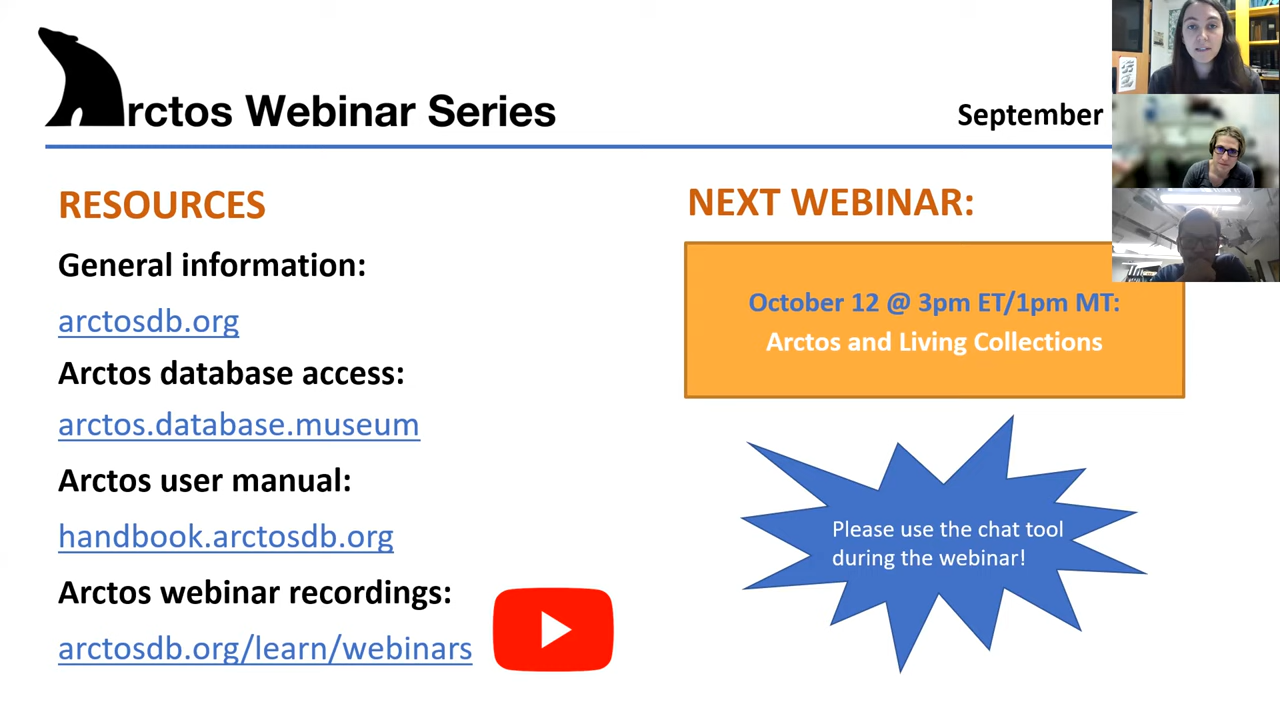 Arctos Webinar Series
September
RESOURCES
General information:
arctosdb.org
Arctos database access:
arctos.database.museum
Arctos user manual:
handbook.arctosdb.org
Arctos webinar recordings:
arctosdb.org/learn/webinars
NEXT WEBINAR:
October 12 @ 3pm ET/1pm MT:
Arctos and Living Collections
Please use the chat tool
during the webinar!